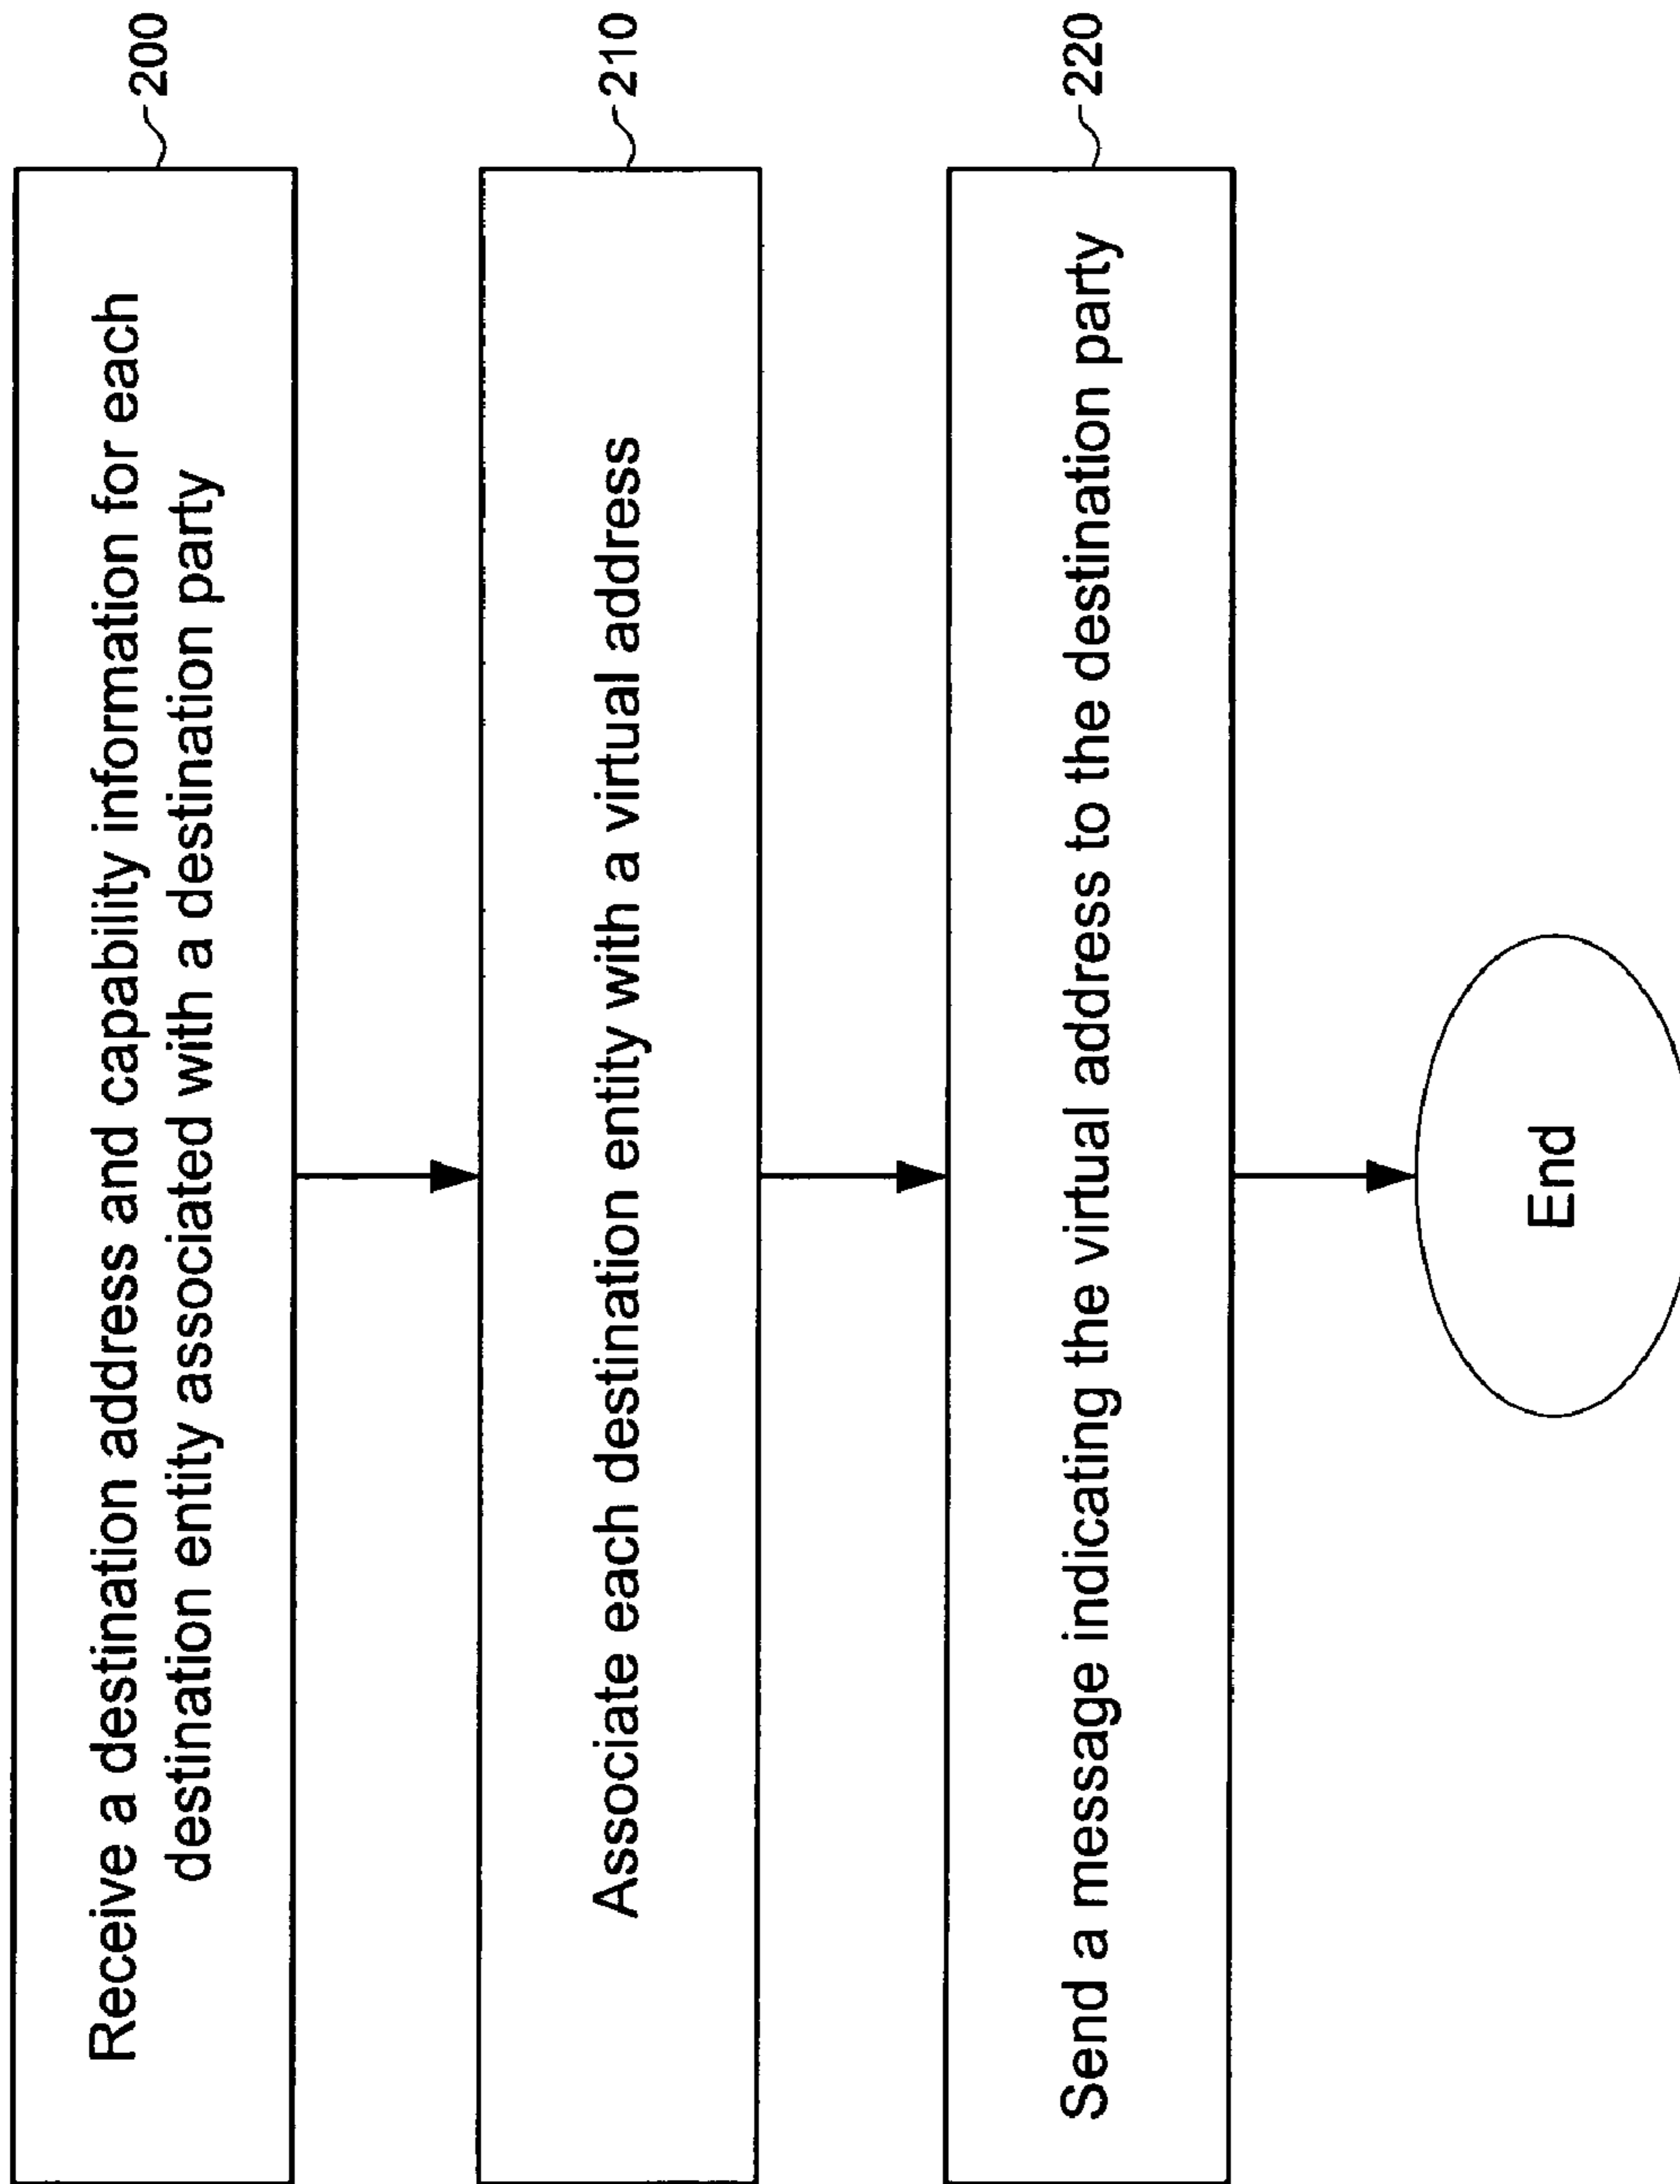 Receive a destination address and capability information for each
destination entity associated with a destination party
200
Associate each destination entity with a virtual address
210
Send a message indicating the virtual address to the destination party
220
End